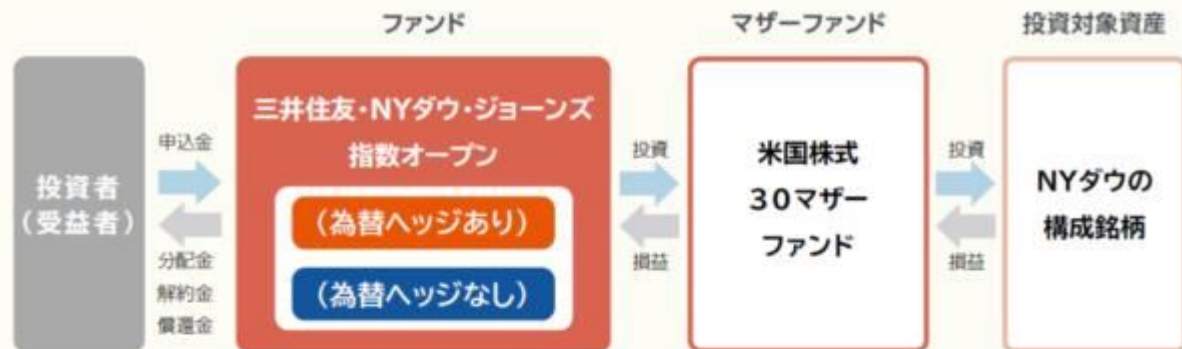 ファンド
マザーファンド
投資対象資産
投資者
(受益者)
申込金
分配金
解約金
償還金
三井住友・NYダウ・ジョーンズ
指数オープン
(為替ヘッジあり)
(為替ヘッジなし)
投資
損益
米国株式
30マザー
ファンド
投資
損益
NYダウの
構成銘柄